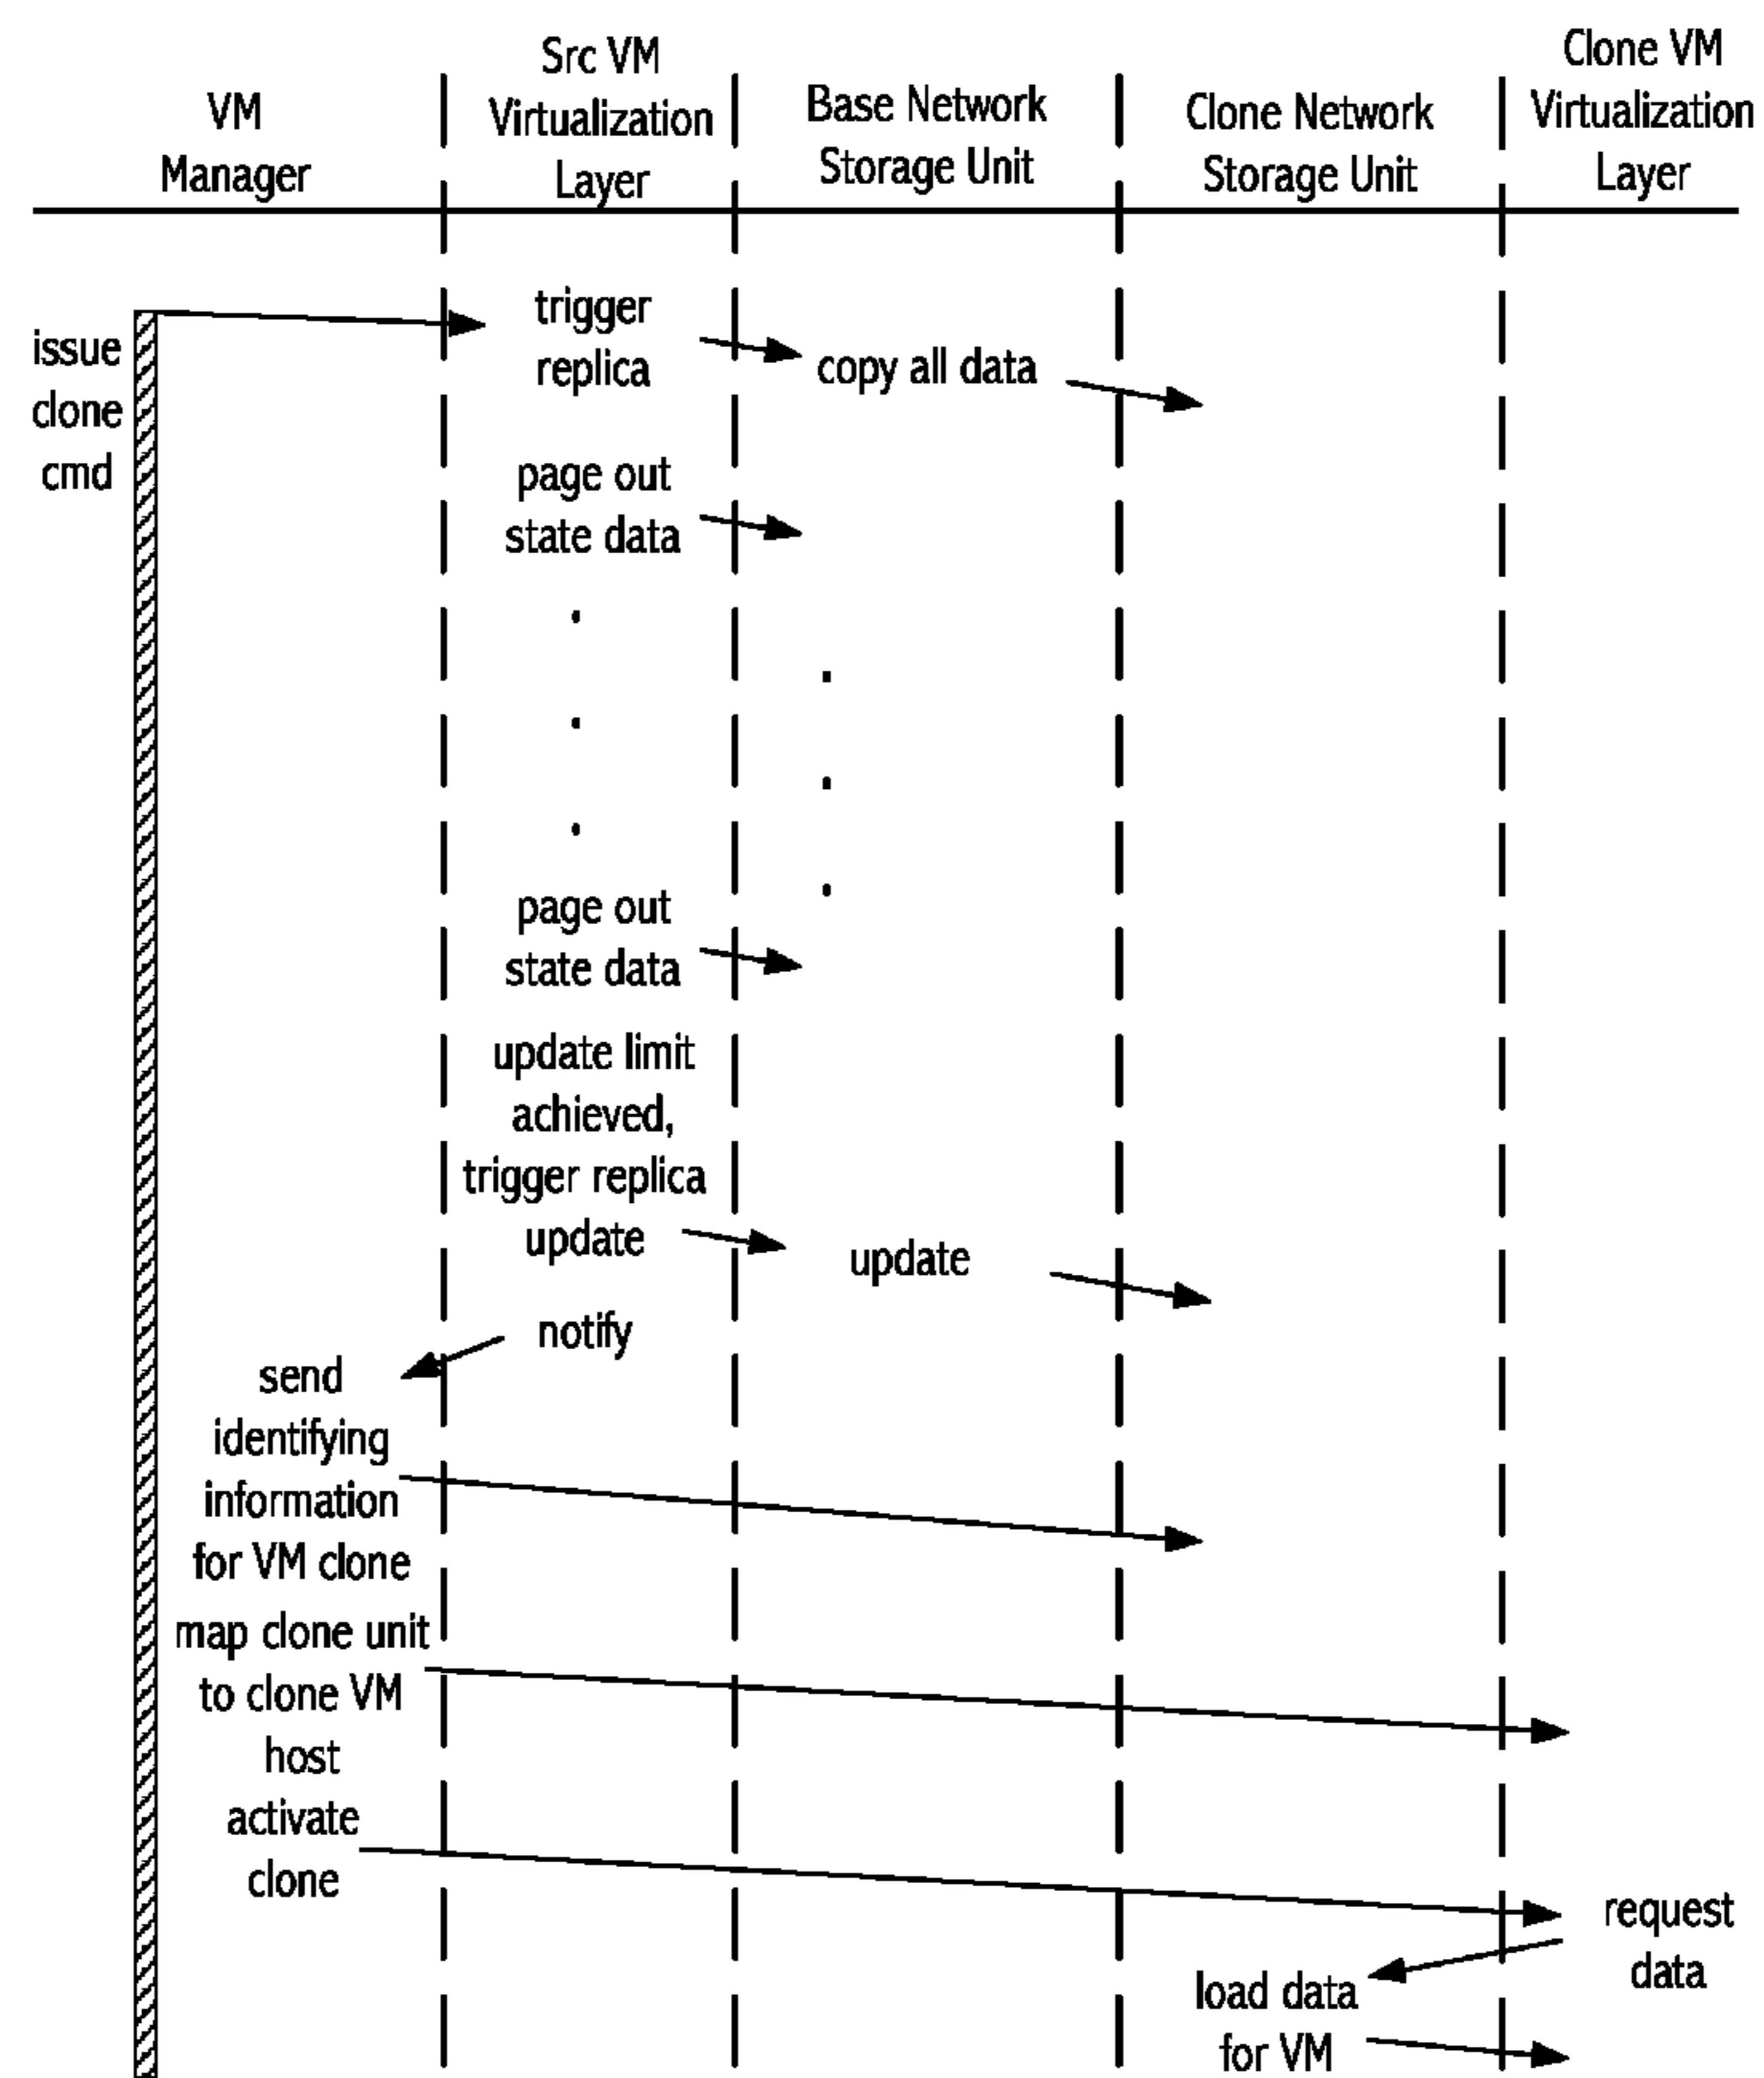 VM
Manager
Src VM
Virtualization
Layer
Base Network
Storage Unit
Clone Network
Storage Unit
Clone VM
Virtualization
Layer
issue
clone
cmd
trigger
replica
copy all data
page out
state data
page out
state data
update limit
achieved,
trigger replica
update
update
notify
send
identifying
information
for VM clone
map clone unit
to clone VM
host
activate
clone
request
data
load data
for VM